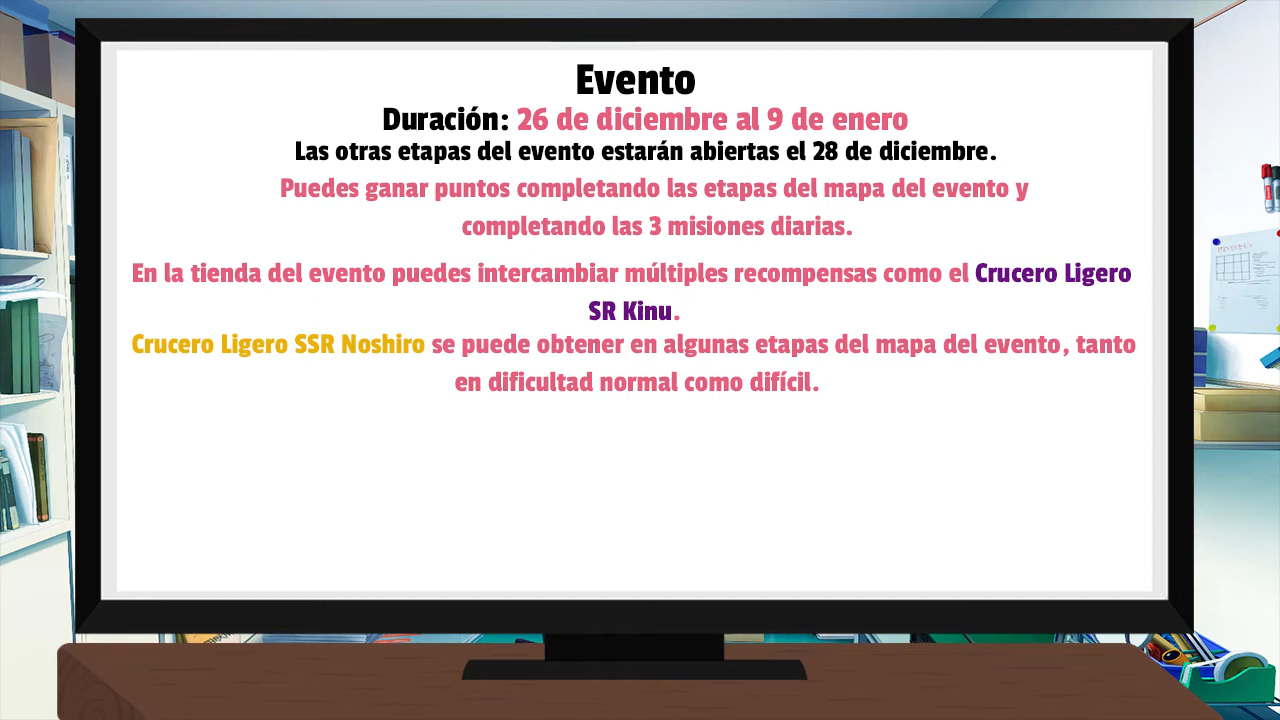 Evento
Duración: 26 de diciembre al 9 de enero
Las otras etapas del evento estarán abiertas el 28 de diciembre.
Puedes ganar puntos completando las etapas del mapa del evento y
completando las 3 misiones diarias.
En la tienda del evento puedes intercambiar múltiples recompensas como el Crucero Ligero
SR Kinu.
Crucero Ligero SSR Noshiro se puede obtener en algunas etapas del mapa del evento, tanto
en dificultad normal como difícil.